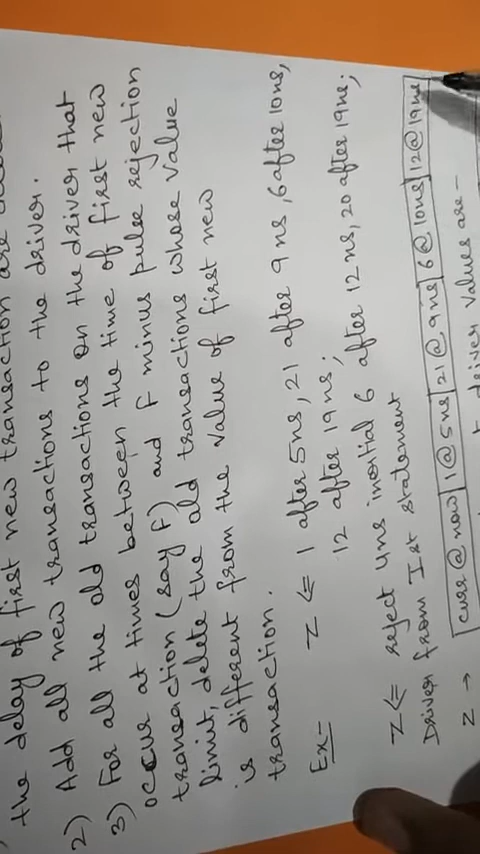 the delay of first new transaction are
2) Add all new transactions to the driver.
3) For all the old transactions on the driver that
occur at times between the time of first new
transaction (say F) and F minus pulse rejection
limit, delete the old transactions whose value
is different from the value of first new
transaction.
Ex- Z <= 1 after 5ns, 21 after 9ns, 6 after 10ns,
12 after 19ns;
Z <= reject 4ns inertial 6 after 12ns, 20 after 19ns;
Driver from Ist statement
Z → curr @ now | 1 @ 5ns | 21 @ 9ns | 6 @ 10ns | 12 @ 19ns
driver values are -